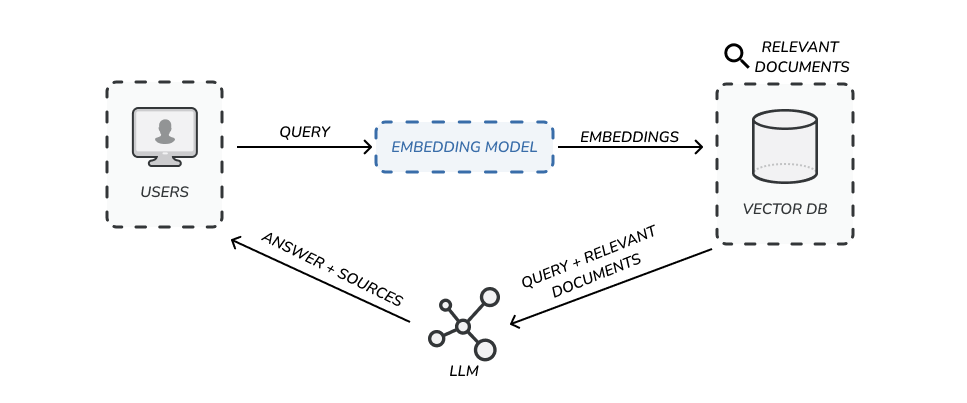 RELEVANT
DOCUMENTS
QUERY
EMBEDDING MODEL
EMBEDDINGS
USERS
VECTOR DB
ANSWER + SOURCES
QUERY + RELEVANT
DOCUMENTS
LLM